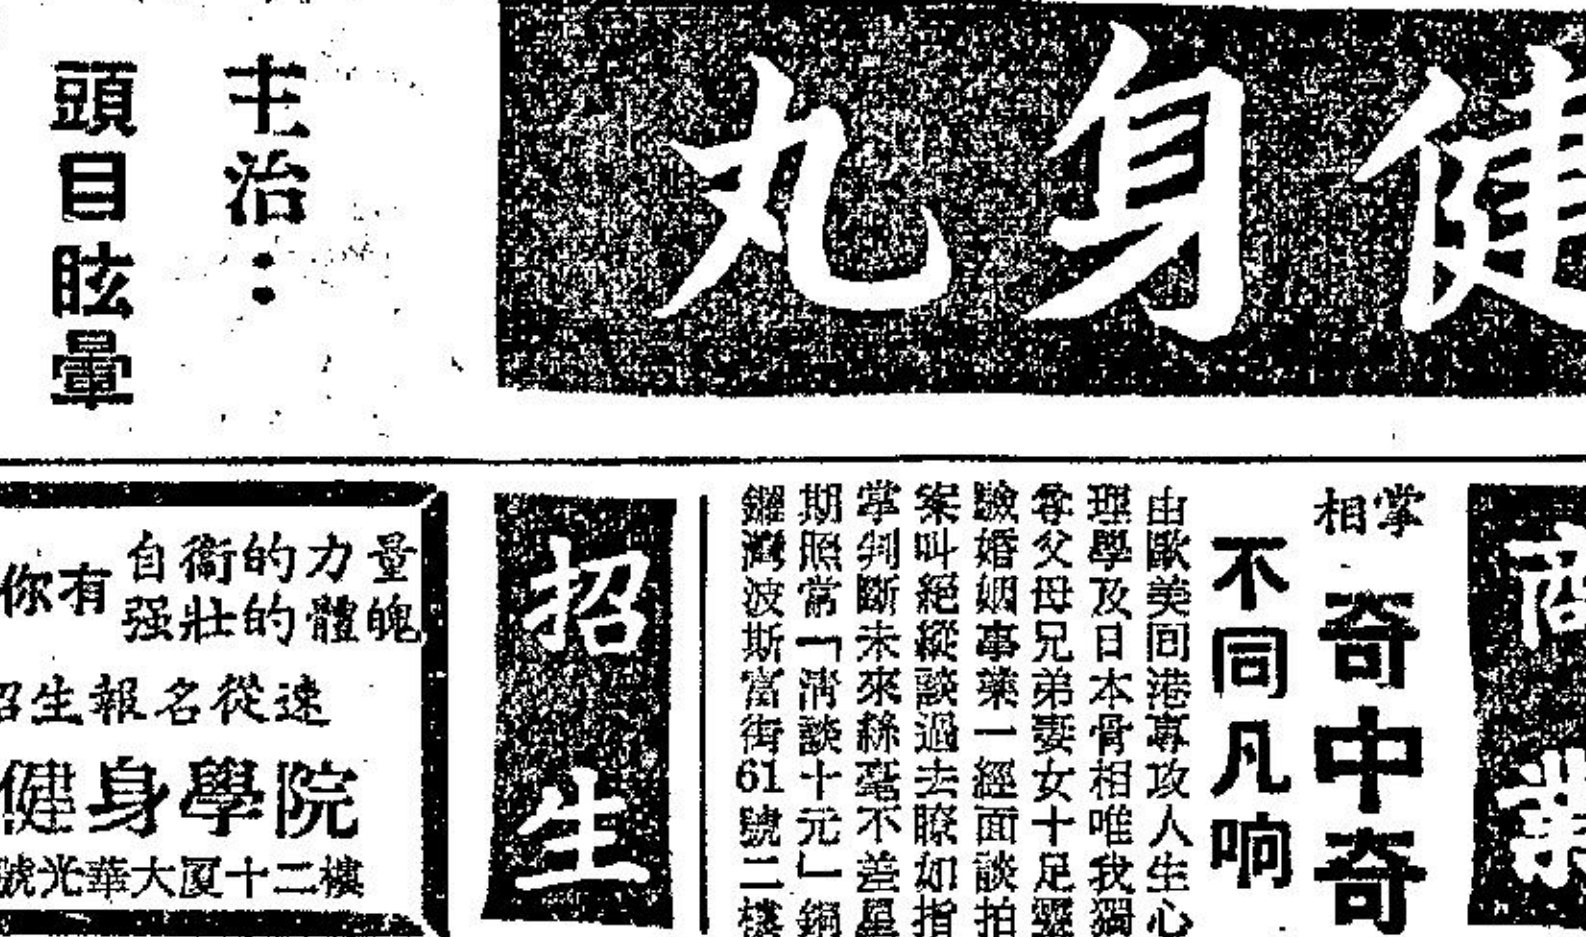 健身丸
主治：
頭目眩暈
商業
掌相
奇中奇
不同凡响
由歐美回港專攻人生心
理學及日本骨相唯我獨
尊父母兄弟妻女十足靈
驗婚姻事業一經面談拍
案叫絕縱談過去瞭如指
掌判斷未來絲毫不差星
期照常「淸談十元」銅
鑼灣波斯富街61號二樓
招生
你有
自衞的力量
强壯的體魄
招生報名從速
健身學院
號光華大厦十二樓